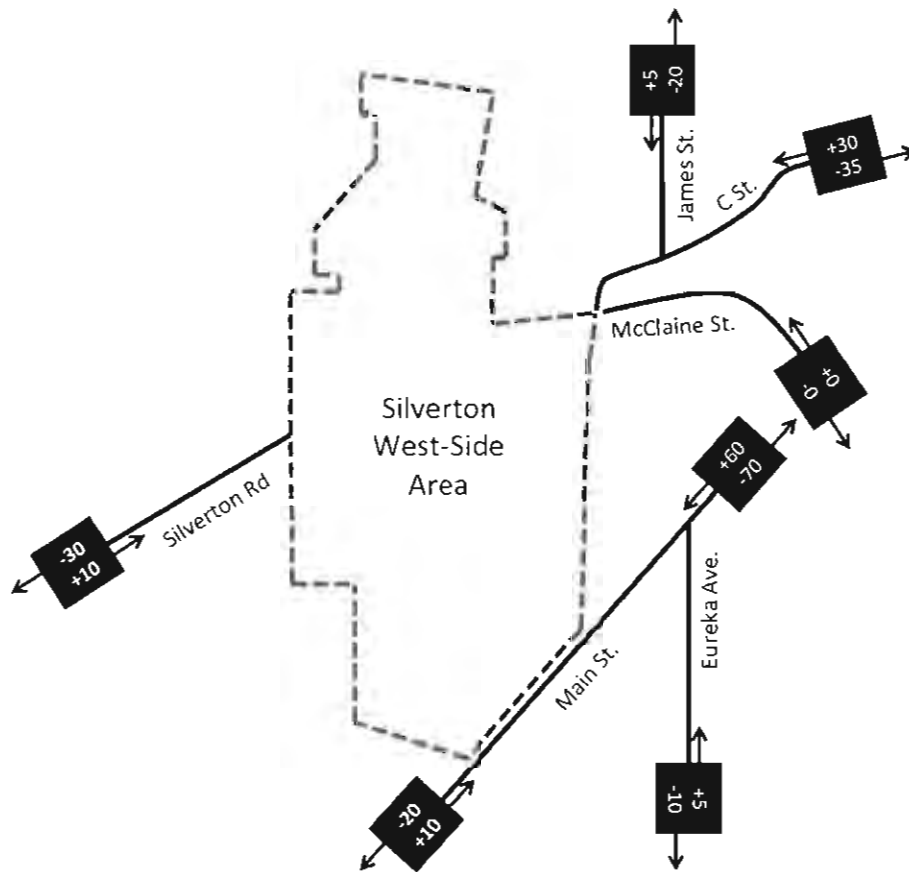 +5
-20
James St.
C St.
+30
-35
McClaine St.
-0
+0
Silverton
West-Side
Area
+60
-70
Silverton Rd
-30
+10
Eureka Ave.
Main St.
-20
+10
-10
+5